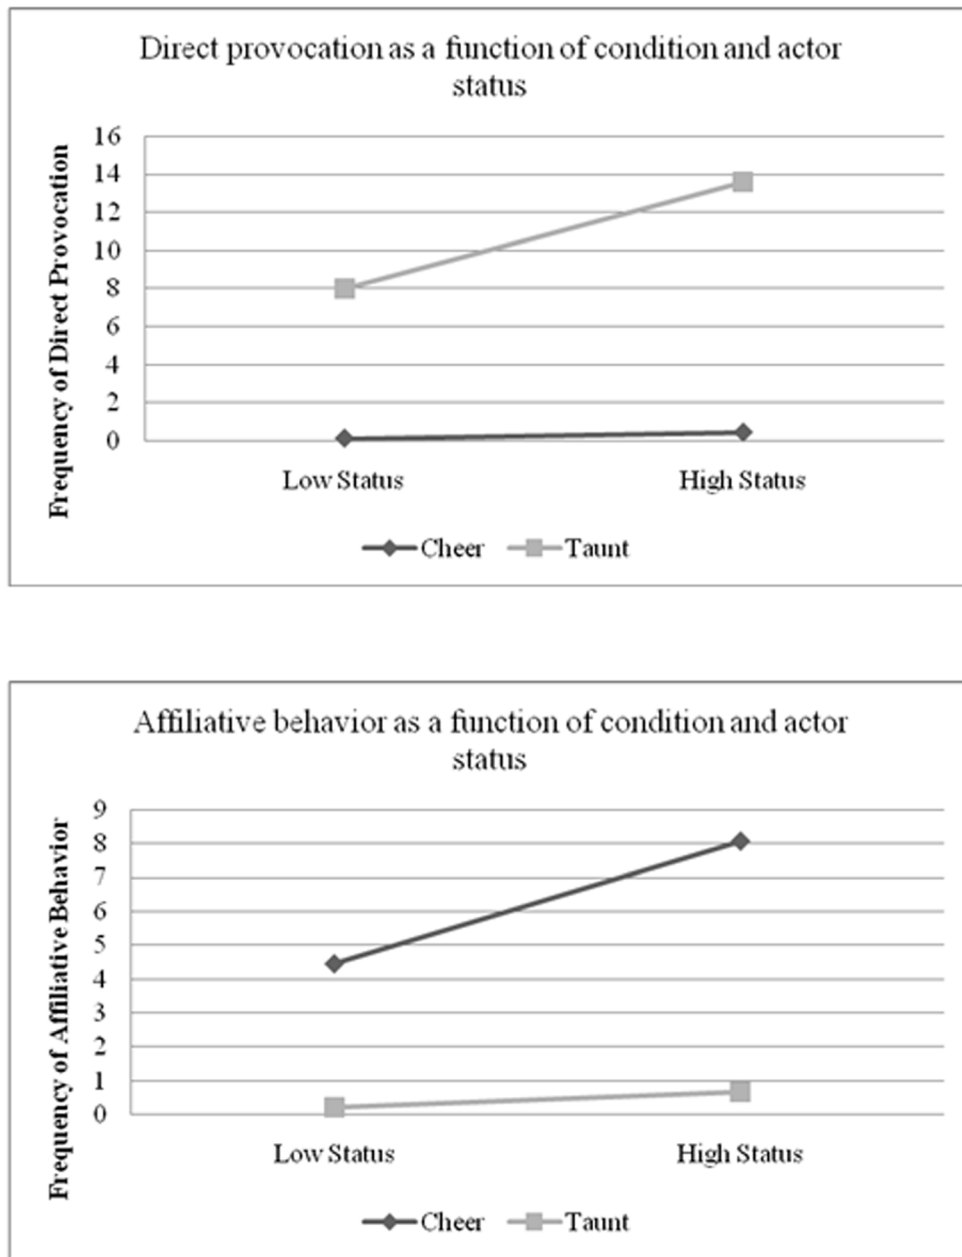 Direct provocation as a function of condition and actor
status
Frequency of Direct Provocation
16
14
12
10
8
6
4
2
0
Low Status
High Status
Cheer
Taunt
Affiliative behavior as a function of condition and actor
status
Frequency of Affiliative Behavior
9
8
7
6
5
4
3
2
1
0
Low Status
High Status
Cheer
Taunt